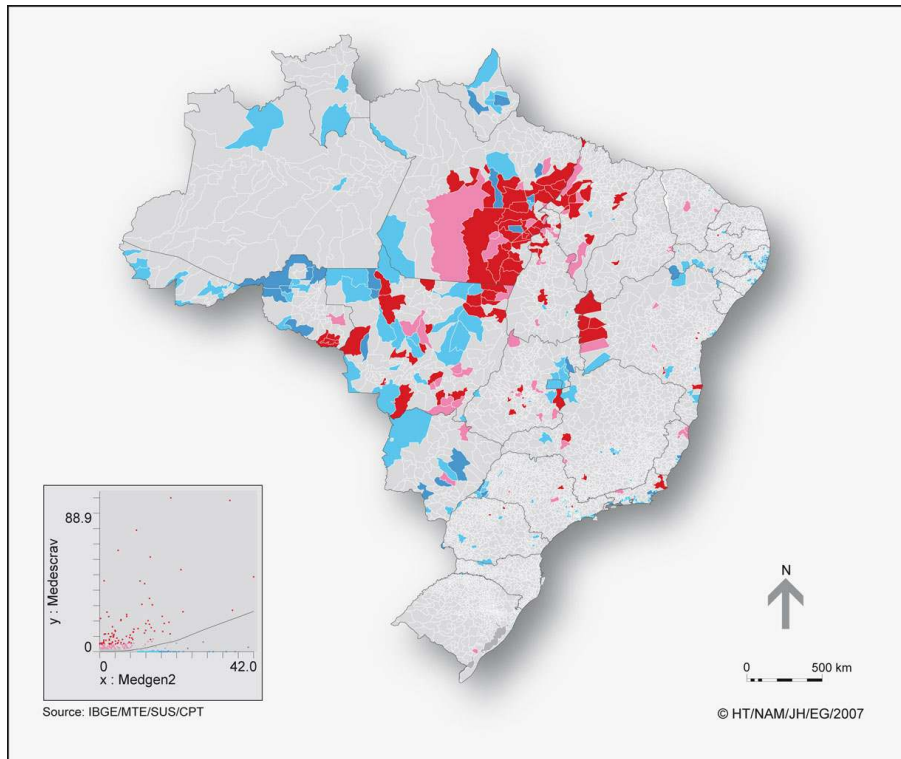 88.9
y : Medescrav
0
0
42.0
x : Medgen2
Source: IBGE/MTE/SUS/CPT
N
0
500 km
© HT/NAM/JH/EG/2007